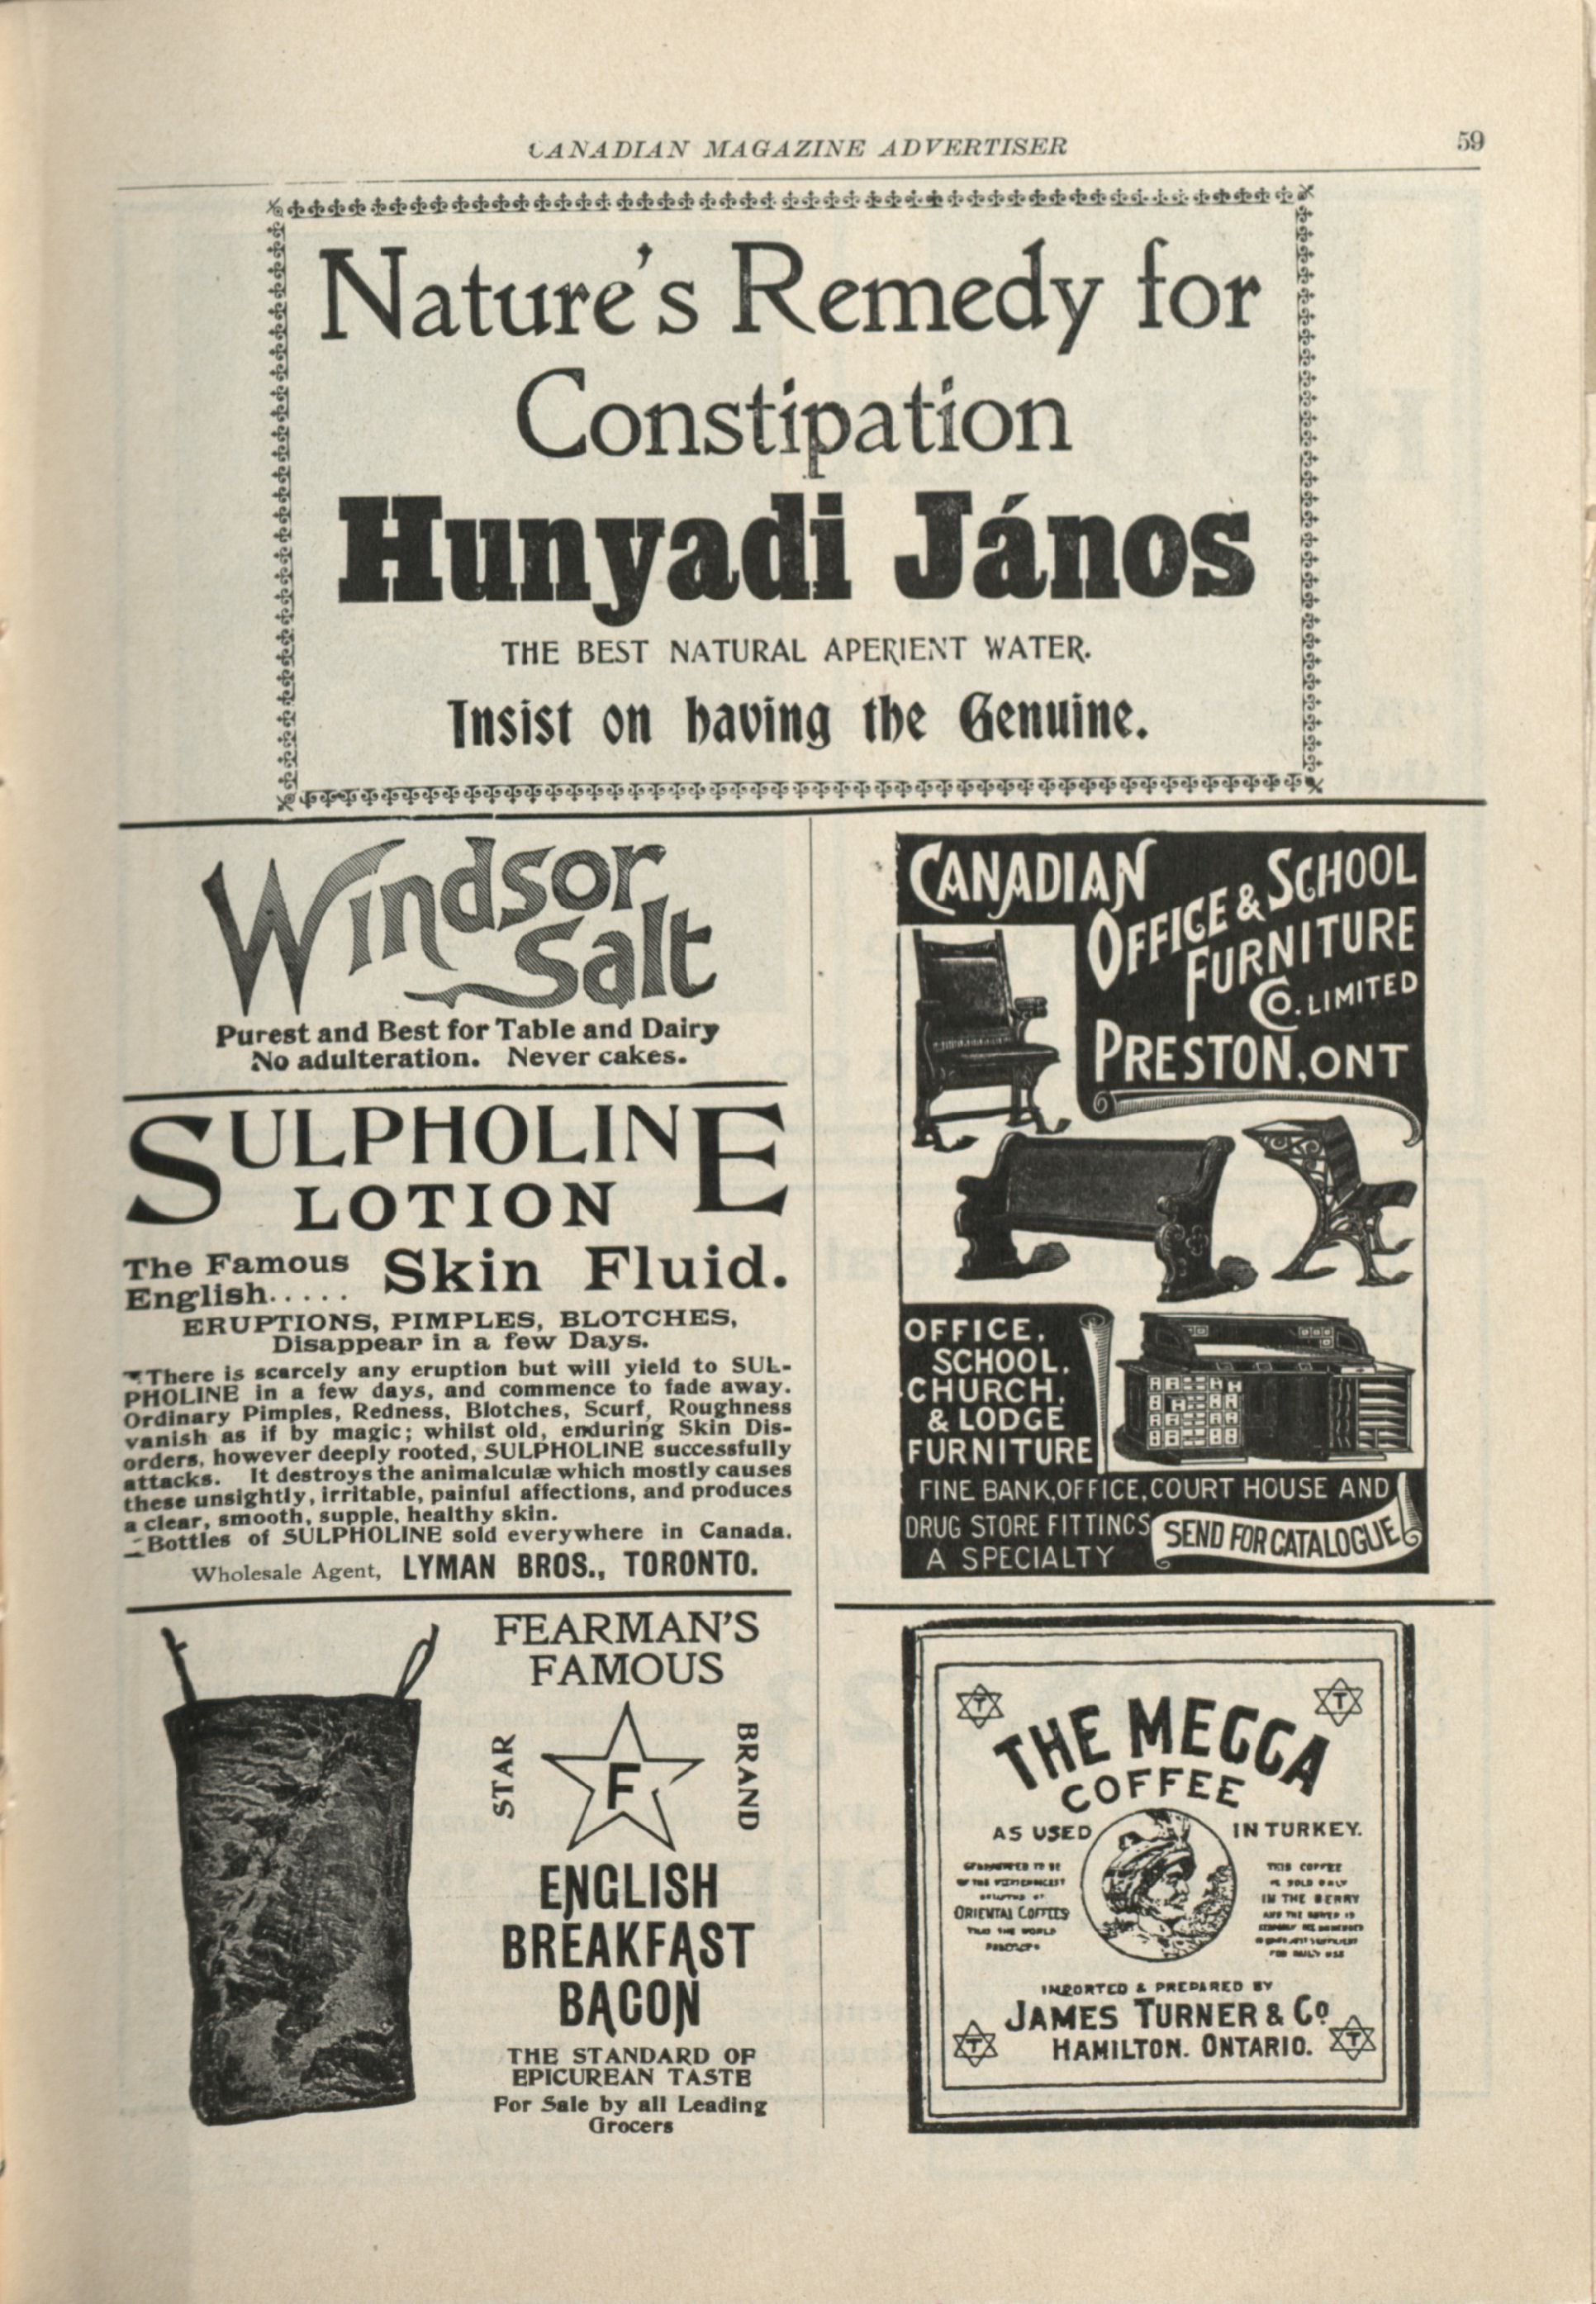 CANADIAN MAGAZINE ADVERTISER 59
Nature's Remedy for
Constipation
Hunyadi János
THE BEST NATURAL APERIENT WATER.
Insist on having the Genuine.
Windsor
Salt
Purest and Best for Table and Dairy
No adulteration. Never cakes.
SULPHOLINE
LOTION
The Famous
English.....
Skin Fluid.
ERUPTIONS, PIMPLES, BLOTCHES,
Disappear in a few Days.
There is scarcely any eruption but will yield to SUL-
PHOLINE in a few days, and commence to fade away.
Ordinary Pimples, Redness, Blotches, Scurf, Roughness
vanish as if by magic; whilst old, enduring Skin Dis-
orders, however deeply rooted, SULPHOLINE successfully
attacks. It destroys the animalculæ which mostly causes
these unsightly, irritable, painful affections, and produces
a clear, smooth, supple, healthy skin.
Bottles of SULPHOLINE sold everywhere in Canada.
Wholesale Agent, LYMAN BROS., TORONTO.
FEARMAN'S
FAMOUS
STAR
F
BRAND
ENGLISH
BREAKFAST
BACON
THE STANDARD OF
EPICUREAN TASTE
For Sale by all Leading
Grocers
CANADIAN
OFFICE & SCHOOL
FURNITURE
CO. LIMITED
PRESTON, ONT
OFFICE,
SCHOOL,
CHURCH,
& LODGE
FURNITURE
FINE BANK, OFFICE, COURT HOUSE AND
DRUG STORE FITTINGS
A SPECIALTY
SEND FOR CATALOGUE
T
T
THE MECCA
COFFEE
AS USED
IN TURKEY.
ORIENTAL COFFEES
THAT THE WORLD
THIS COFFEE
IS SOLD ONLY
IN THE BERRY
FOR DAILY USE
IMPORTED & PREPARED BY
JAMES TURNER & Co
HAMILTON. ONTARIO.
T
T